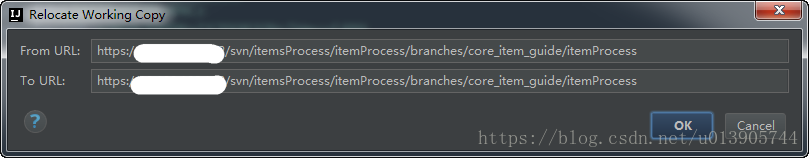 Relocate Working Copy
From URL: https:/ /svn/itemsProcess/itemProcess/branches/core_item_guide/itemProcess
To URL: https:/ /svn/itemsProcess/itemProcess/branches/core_item_guide/itemProcess
? OK Cancel
https://blog.csdn.net/u013905744